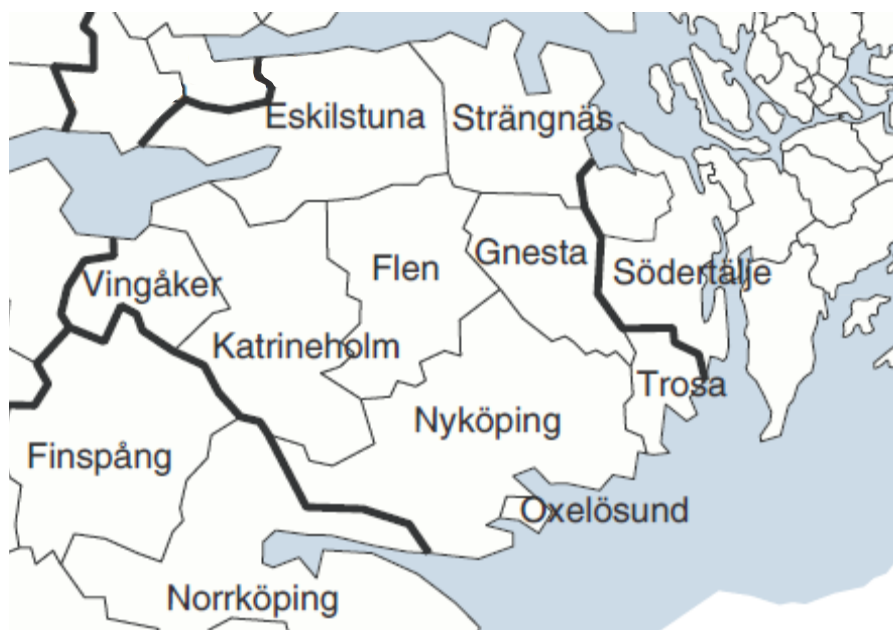 Eskilstuna
Strängnäs
Gnesta
Flen
Södertälje
Vingåker
Katrineholm
Trosa
Nyköping
Finspång
Oxelösund
Norrköping